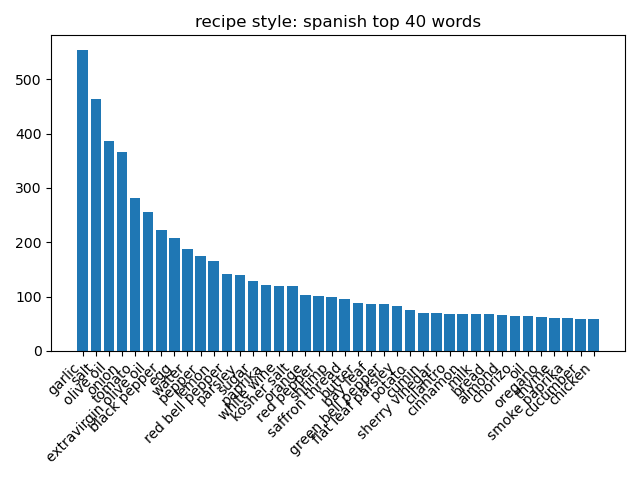 recipe style: spanish top 40 words
500
400
300
200
100
0
garlic
salt
olive oil
onion
tomato
extravirgin olive oil
black pepper
egg
water
pepper
lemon
red bell pepper
parsley
sugar
paprika
white wine
kosher salt
orange
red pepper
shrimp
saffron thread
butter
bay leaf
green bell pepper
flat leaf parsley
potato
cumin
sherry vinegar
cilantro
cinnamon
milk
bread
almond
chorizo
oil
oregano
thyme
smoke paprika
cucumber
chicken